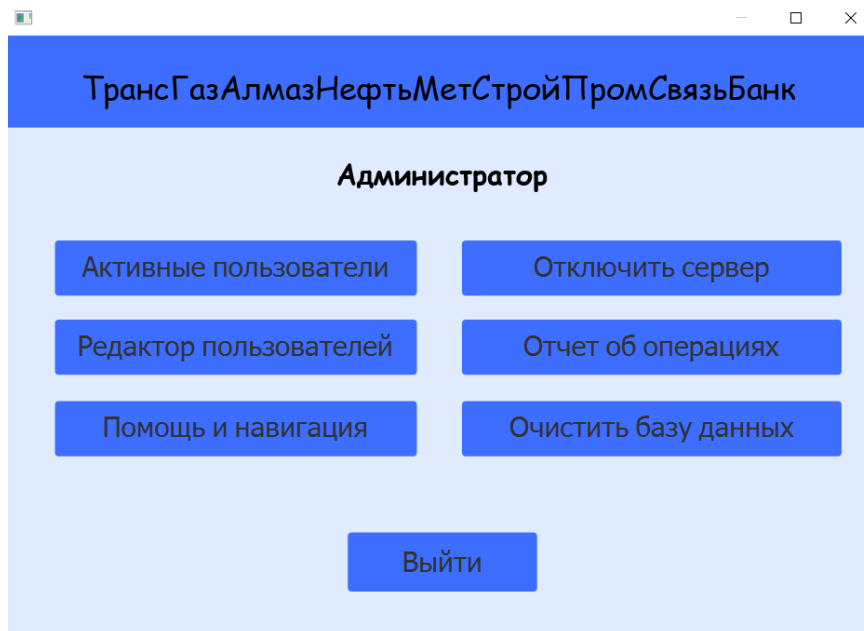 ТрансГазАлмазНефтьМетСтройПромСвязьБанк
Администратор
Активные пользователи
Отключить сервер
Редактор пользователей
Отчет об операциях
Помощь и навигация
Очистить базу данных
Выйти